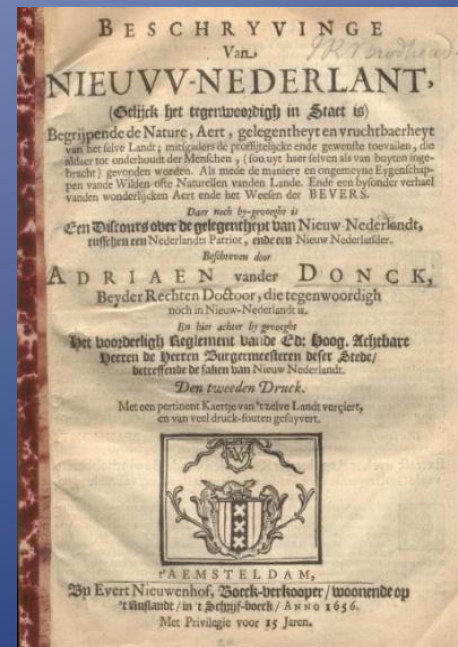 BESCHRYVINGE
Van
J R Brodhead
NIEUVV-NEDERLANT,
(Gelijck het tegenwoordigh in Staet is)
Begrijpende de Nature, Aert, gelegentheyt en vruchtbaerheyt
van het selve Landt; mitsgaders de proffijtelijcke ende gewenste toevallen, die
aldaer tot onderhoudt der Menschen, (soo uyt haer selven als van buyten inge-
bracht) gevonden worden. Als mede de maniere en ongemeyne Eygenschap-
pen vande Wilden ofte Naturellen vanden Lande. Ende een bysonder verhael
vanden wonderlijcken Aert ende het Weesen der BEVERS.
Daer noch by-gevoeght is
Een Discours over de gelegentheyt van Nieuw-Nederlandt,
tusschen een Nederlandts Patriot, ende een Nieuw Nederlander.
Beschreven door
ADRIAEN vander DONCK,
Beyder Rechten Doctoor, die tegenwoordigh
noch in Nieuw-Nederlandt is.
En hier achter by gevoeght
Het voordeeligh Reglement vande Ed: Hoog. Achtbare
Heeren de Heeren Burgermeesteren deser Stede/
betreffende de saken van Nieuw Nederlandt.
Den tweeden Druck.
Met een pertinent Kaertje van 't zelve Landt verçiert,
en van veel druck-fouten gesuyvert.
t'AEMSTELDAM,
By Evert Nieuwenhof, Boeck-verkooper/ woonende op
't Ruslandt/ in 't Schrijf-boeck/ ANNO 1656.
Met Privilegie voor 15 Jaren.